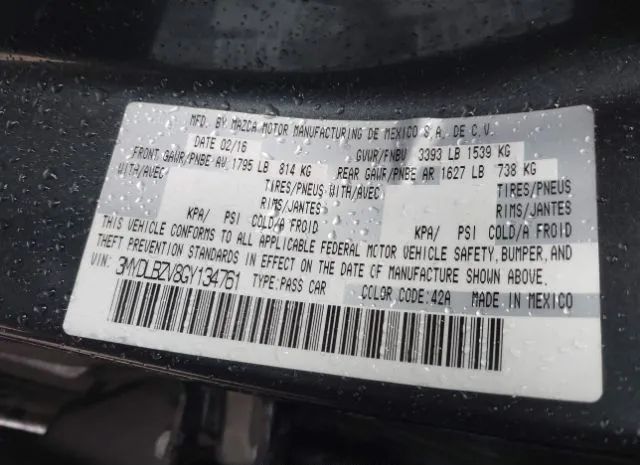 MFD. BY MAZDA MOTOR MANUFACTURING DE MEXICO S.A. DE C.V.
DATE 02/16 GVWR/PNBV 3393 LB 1539 KG
FRONT GAWR/PNBE AV 1795 LB 814 KG REAR GAWR/PNBE AR 1627 LB 738 KG
WITH/AVEC TIRES/PNEUS WITH/AVEC TIRES/PNEUS
RIMS/JANTES RIMS/JANTES
KPA/ PSI COLD/A FROID KPA/ PSI COLD/A FROID
THIS VEHICLE CONFORMS TO ALL APPLICABLE FEDERAL MOTOR VEHICLE SAFETY, BUMPER, AND
THEFT PREVENTION STANDARDS IN EFFECT ON THE DATE OF MANUFACTURE SHOWN ABOVE.
VIN: 3MYDLBZV8GY134761 TYPE:PASS CAR
COLOR CODE:42A MADE IN MEXICO